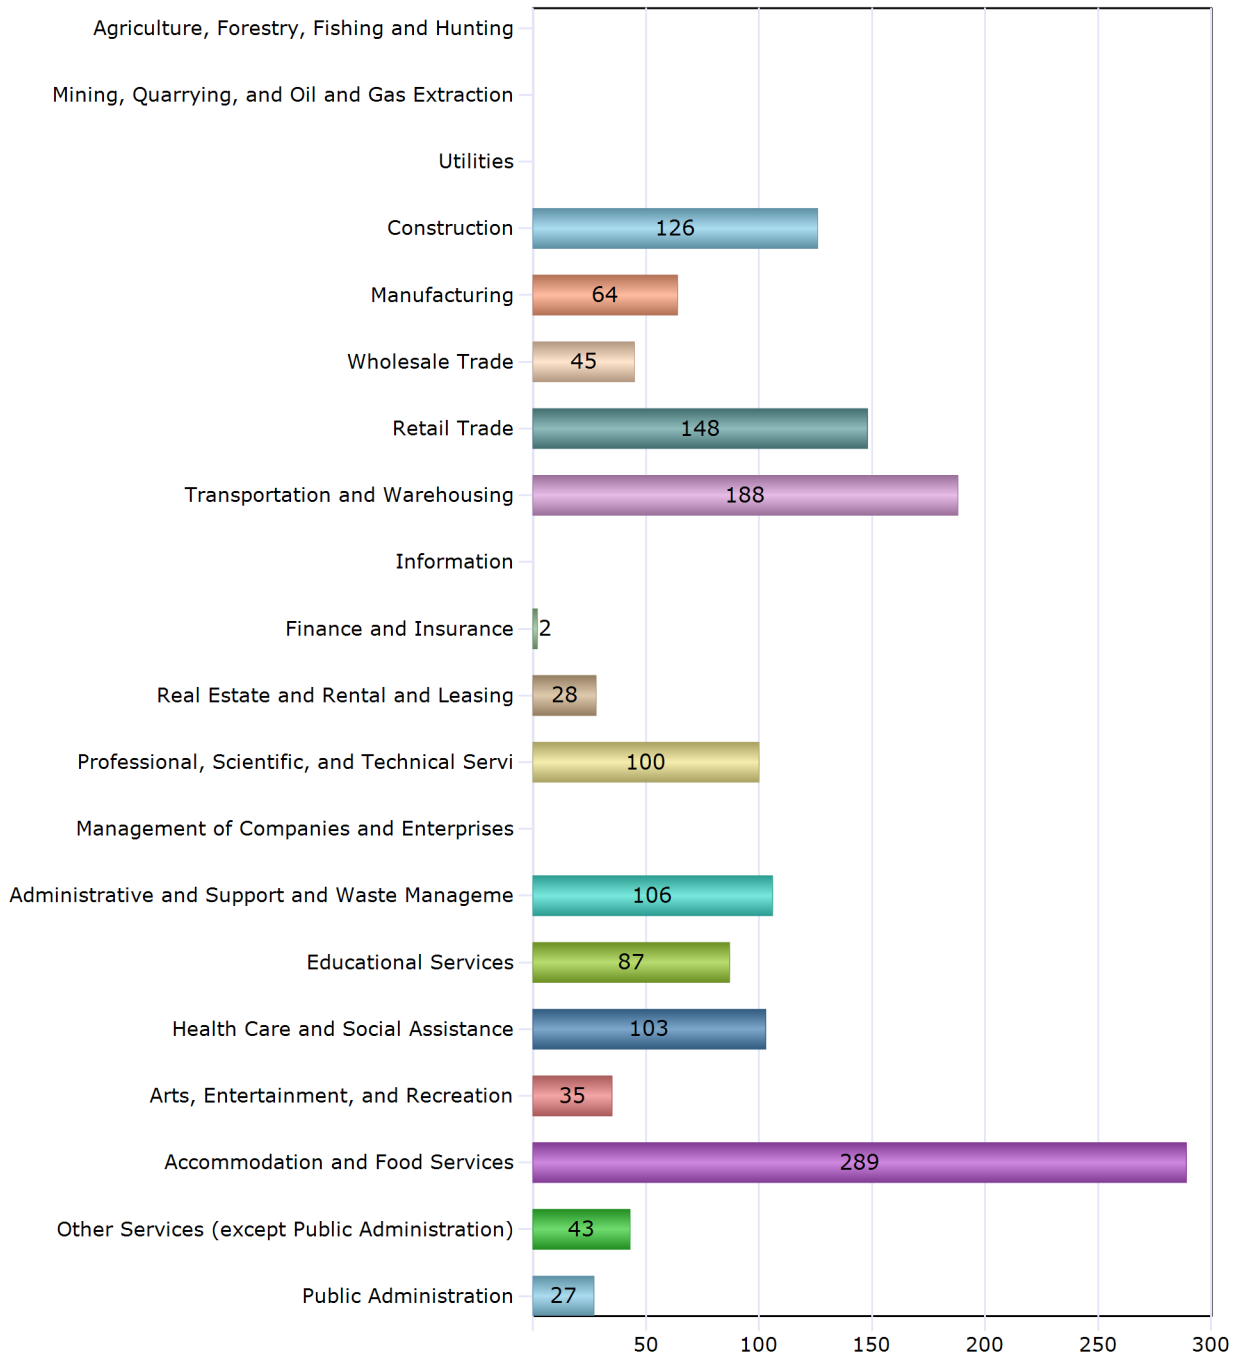 Agriculture, Forestry, Fishing and Hunting
Mining, Quarrying, and Oil and Gas Extraction
Utilities
Construction 126
Manufacturing 64
Wholesale Trade 45
Retail Trade 148
Transportation and Warehousing 188
Information
Finance and Insurance 2
Real Estate and Rental and Leasing 28
Professional, Scientific, and Technical Servi 100
Management of Companies and Enterprises
Administrative and Support and Waste Manageme 106
Educational Services 87
Health Care and Social Assistance 103
Arts, Entertainment, and Recreation 35
Accommodation and Food Services 289
Other Services (except Public Administration) 43
Public Administration 27
50 100 150 200 250 300